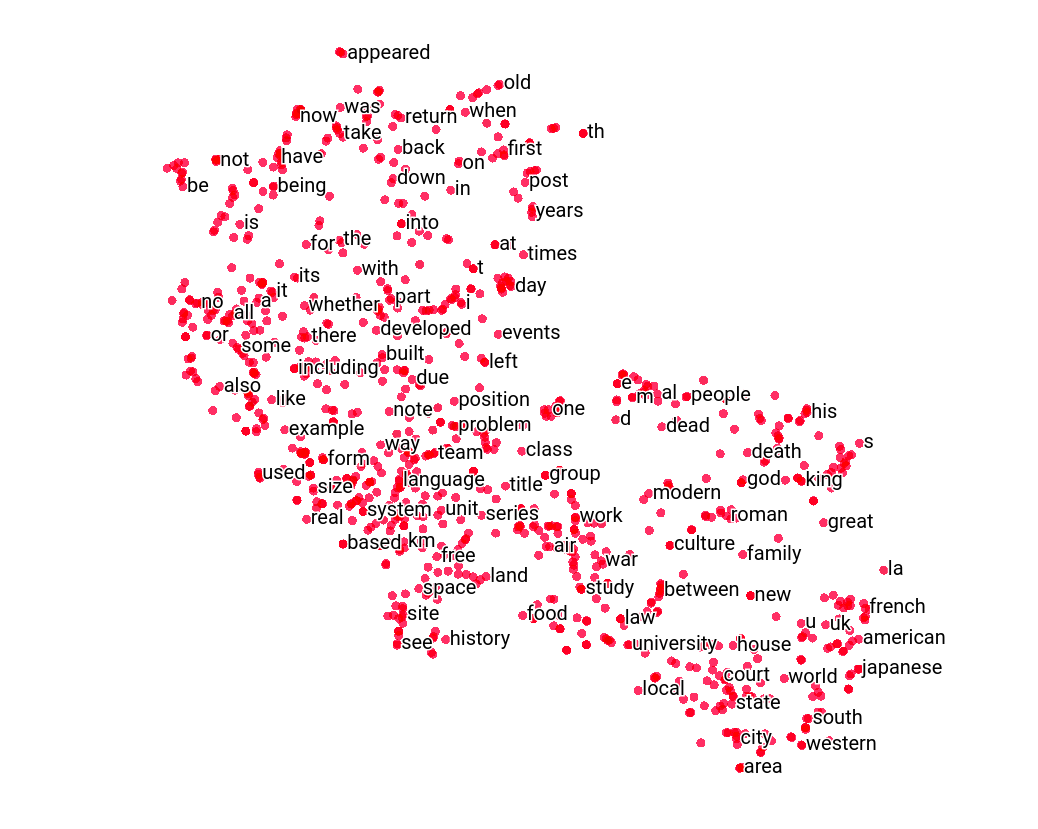 appeared
old
was
when
now
return
take
th
back
first
have
not
on
down
post
be
being
in
years
is
into
the
for
at
times
with
t
its
day
it
part
a
no
whether
i
all
developed
events
or
there
some
built
left
including
due
e
also
al
people
m
like
position
note
one
his
d
problem
dead
example
way
s
class
death
team
form
used
group
language
god
king
title
size
modern
system
unit
series
work
roman
real
great
based
km
air
culture
free
family
war
la
land
space
study
between
new
french
site
food
law
u
uk
history
american
see
university
house
japanese
court
world
local
state
south
city
western
area